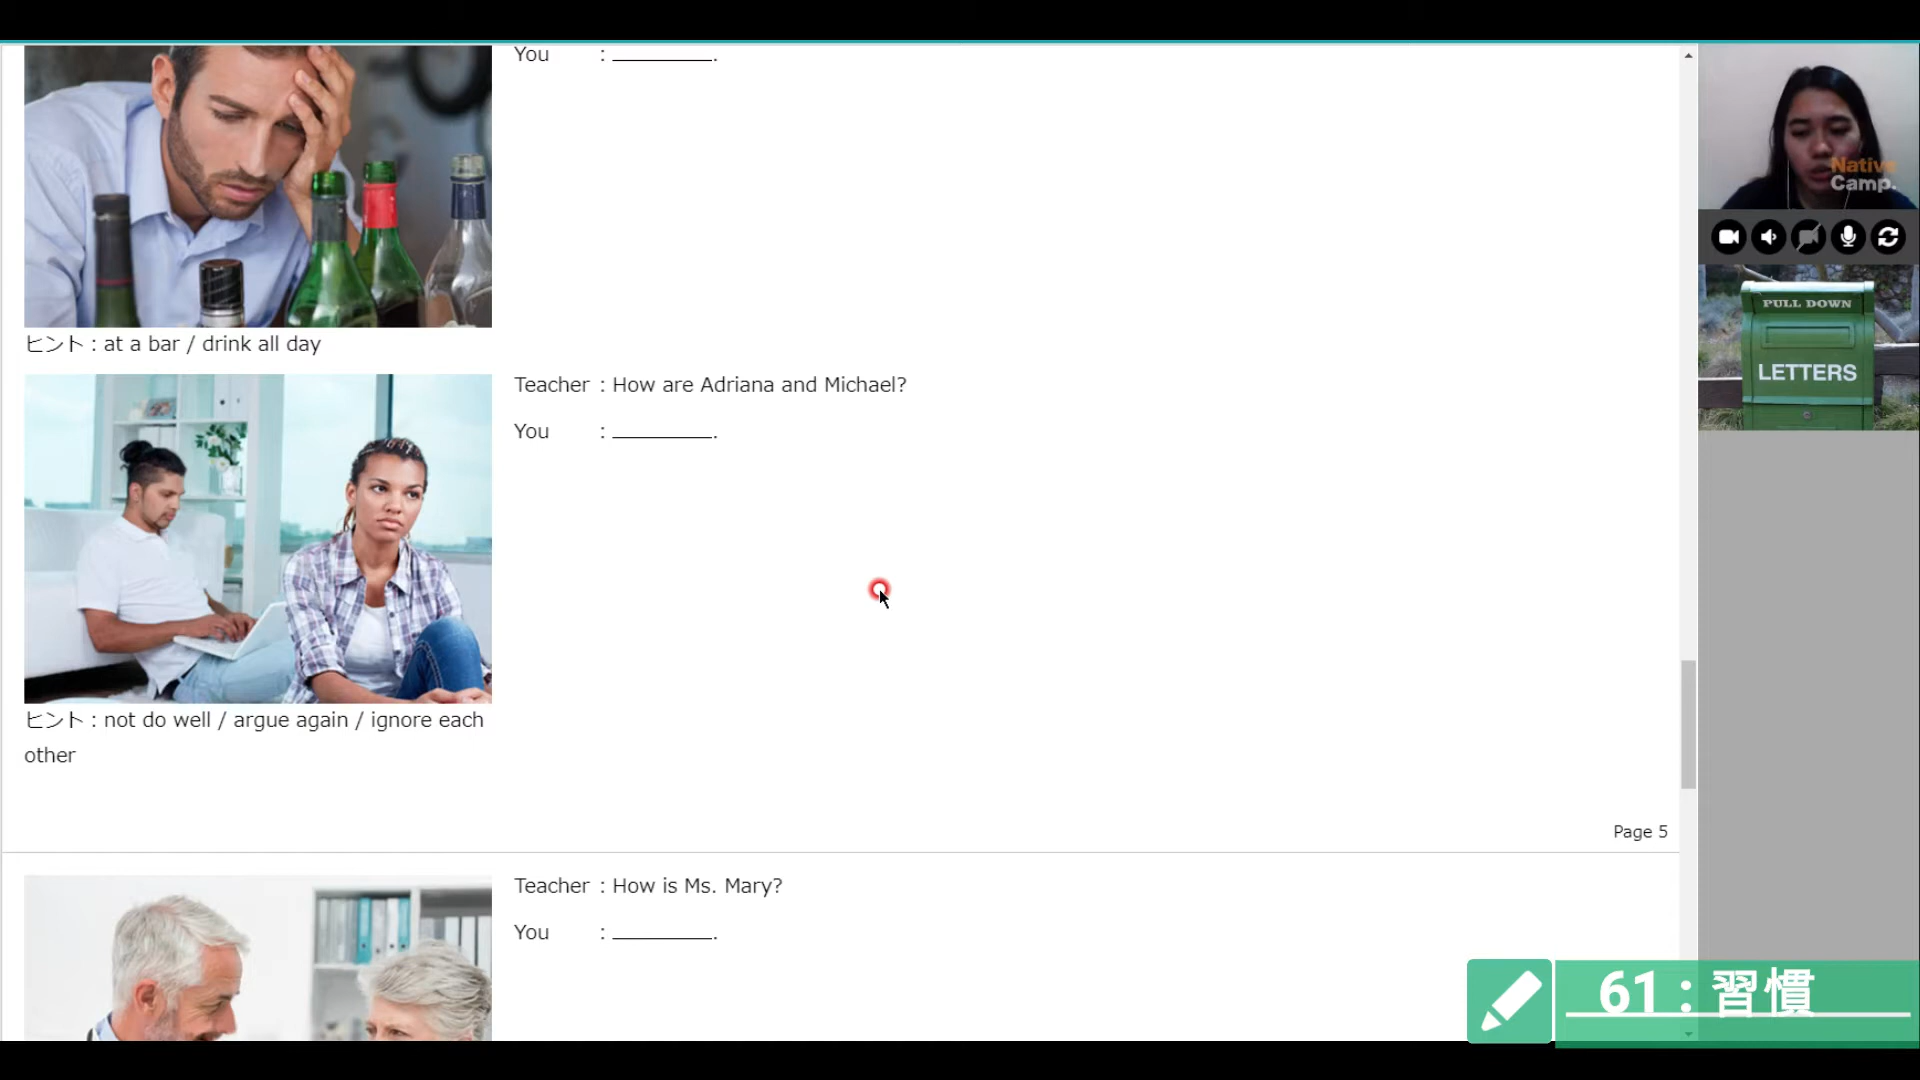 You : ________.
ヒント : at a bar / drink all day
Teacher : How are Adriana and Michael?
You : ________.
ヒント : not do well / argue again / ignore each
other
Page 5
Teacher : How is Ms. Mary?
You : ________.
Native
Camp.
PULL DOWN
LETTERS
61 : 習慣